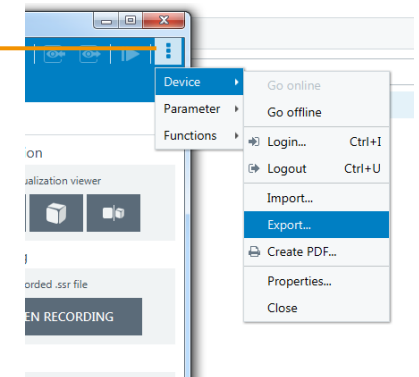 Device
Go online
Parameter
Go offline
Functions
Login... Ctrl+I
on
Logout Ctrl+U
ualization viewer
Import...
Export...
Create PDF...
Properties...
orded .ssr file
Close
EN RECORDING